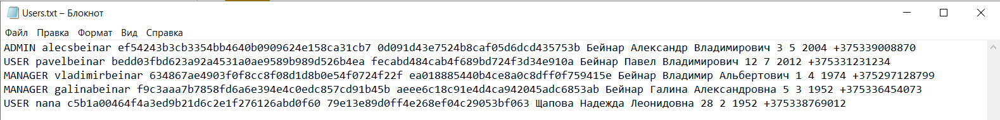 Users.txt – Блокнот
Файл Правка Формат Вид Справка
ADMIN alecsbeinar ef54243b3cb3354bb4640b0909624e158ca31cb7 0d091d43e7524b8caf05d6dcd435753b Бейнар Александр Владимирович 3 5 2004 +375339008870
USER pavelbeinar bedd03fbd623a92a4531a0ae9589b989d526b4ea fecabd484cab4f689bd724f3d34e910a Бейнар Павел Владимирович 12 7 2012 +375331231234
MANAGER vladimirbeinar 634867ae4903f0f8cc8f08d1d8b0e54f0724f22f ea018885440b4ce8a0c8dff0f759415e Бейнар Владимир Альбертович 1 4 1974 +375297128799
MANAGER galinabeinar f9c3aaa7b7858fd6a6e394e4c0edc857cd91b45b aeee6c18c91e4d4ca942045adc6853ab Бейнар Галина Александровна 5 3 1952 +375336454073
USER nana c5b1a00464f4a3ed9b21d6c2e1f276126abd0f60 79e13e89d0ff4e268ef04c29053bf063 Щапова Надежда Леонидовна 28 2 1952 +375338769012